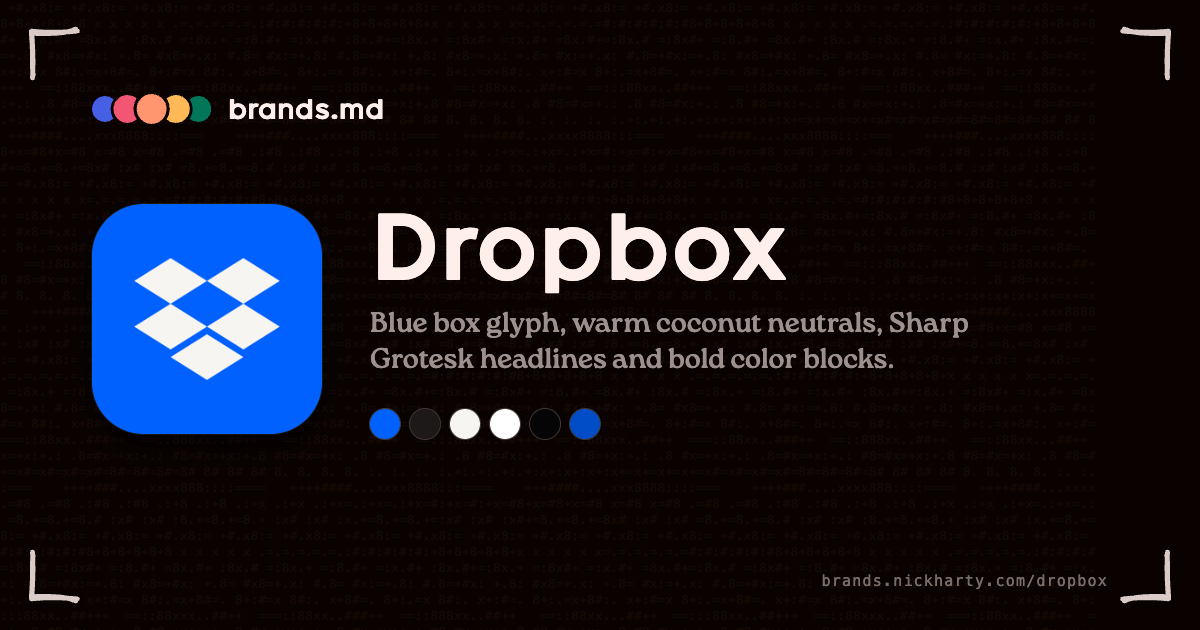 brands.md
Dropbox
Blue box glyph, warm coconut neutrals, Sharp
Grotesk headlines and bold color blocks.
brands.nickharty.com/dropbox